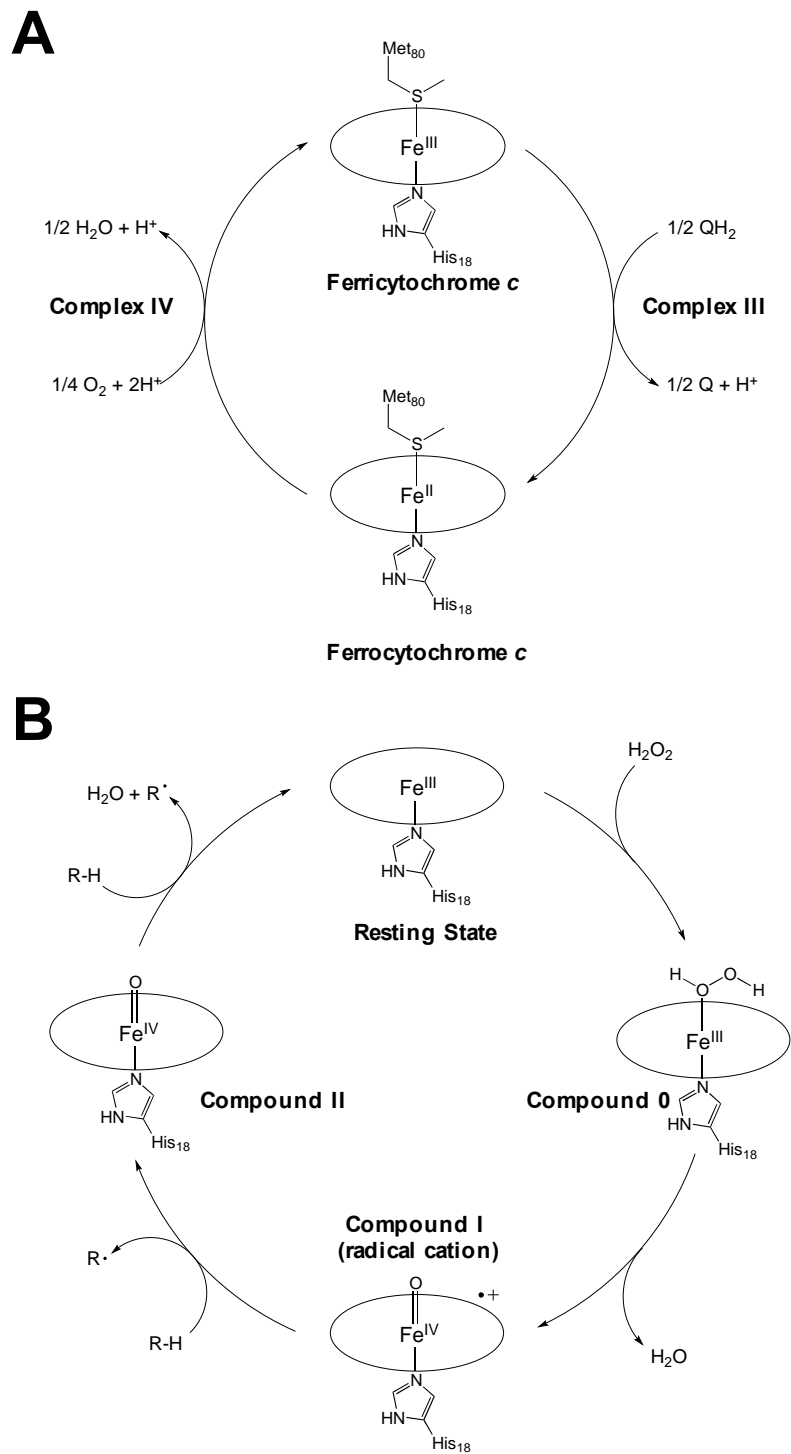 A
Met80
S
FeIII
N
HN
His18
Ferricytochrome c
1/2 H2O + H+
1/2 QH2
Complex IV
Complex III
1/4 O2 + 2H+
1/2 Q + H+
Met80
S
FeII
N
HN
His18
Ferrocytochrome c
B
H2O2
H2O + R•
FeIII
N
HN
His18
R-H
Resting State
O
FeIV
N
HN
His18
Compound II
H
O
O
H
FeIII
N
HN
His18
Compound 0
Compound I
(radical cation)
R•
O
•+
FeIV
N
HN
His18
R-H
H2O